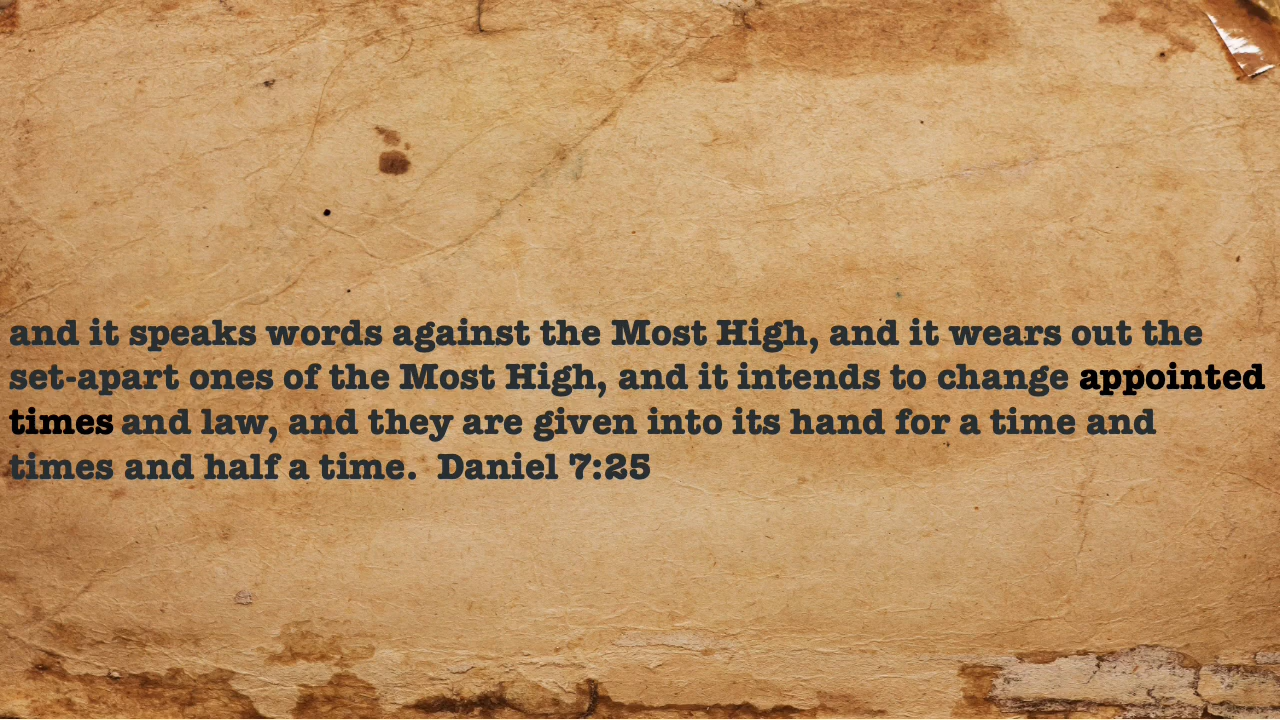 and it speaks words against the Most High, and it wears out the
set-apart ones of the Most High, and it intends to change appointed
times and law, and they are given into its hand for a time and
times and half a time.  Daniel 7:25